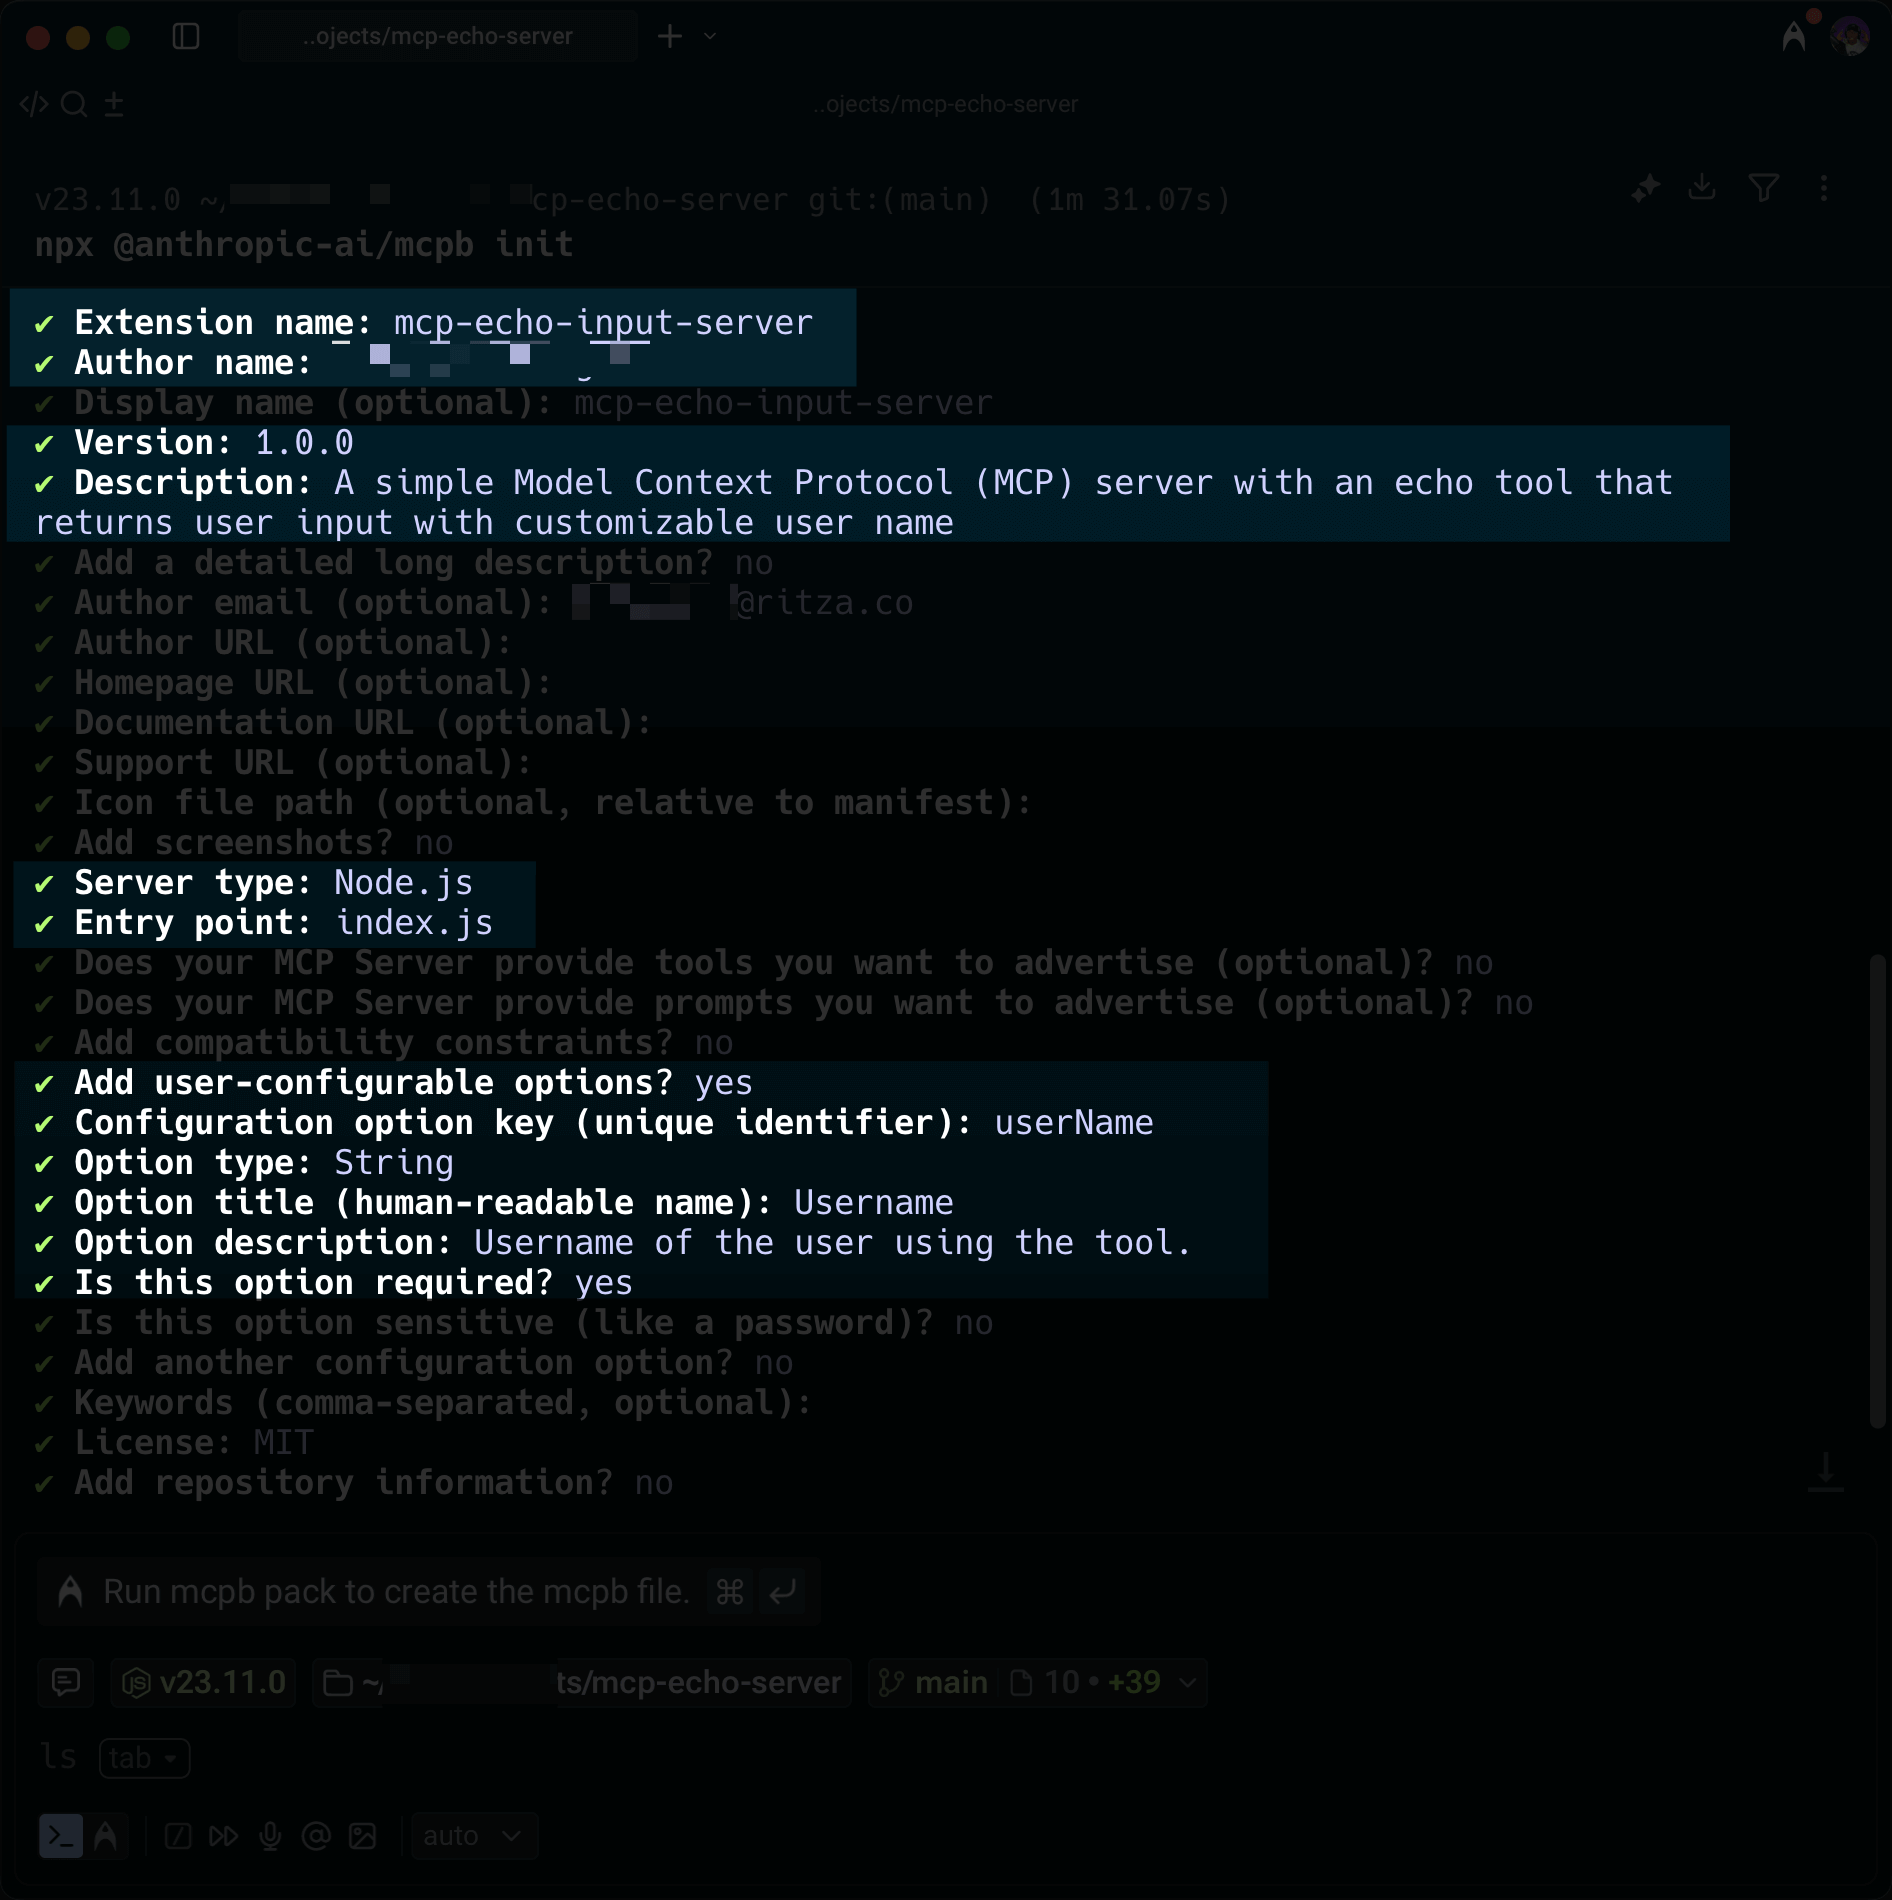 ..ojects/mcp-echo-server
..ojects/mcp-echo-server
v23.11.0 ~/ cp-echo-server git:(main) (1m 31.07s)
npx @anthropic-ai/mcpb init
✔ Extension name: mcp-echo-input-server
✔ Author name:
✔ Display name (optional): mcp-echo-input-server
✔ Version: 1.0.0
✔ Description: A simple Model Context Protocol (MCP) server with an echo tool that
returns user input with customizable user name
✔ Add a detailed long description? no
✔ Author email (optional): @ritza.co
✔ Author URL (optional):
✔ Homepage URL (optional):
✔ Documentation URL (optional):
✔ Support URL (optional):
✔ Icon file path (optional, relative to manifest):
✔ Add screenshots? no
✔ Server type: Node.js
✔ Entry point: index.js
✔ Does your MCP Server provide tools you want to advertise (optional)? no
✔ Does your MCP Server provide prompts you want to advertise (optional)? no
✔ Add compatibility constraints? no
✔ Add user-configurable options? yes
✔ Configuration option key (unique identifier): userName
✔ Option type: String
✔ Option title (human-readable name): Username
✔ Option description: Username of the user using the tool.
✔ Is this option required? yes
✔ Is this option sensitive (like a password)? no
✔ Add another configuration option? no
✔ Keywords (comma-separated, optional):
✔ License: MIT
✔ Add repository information? no
Run mcpb pack to create the mcpb file. ⌘ ↵
v23.11.0 ~/ ts/mcp-echo-server main 10 • +39
ls tab
auto